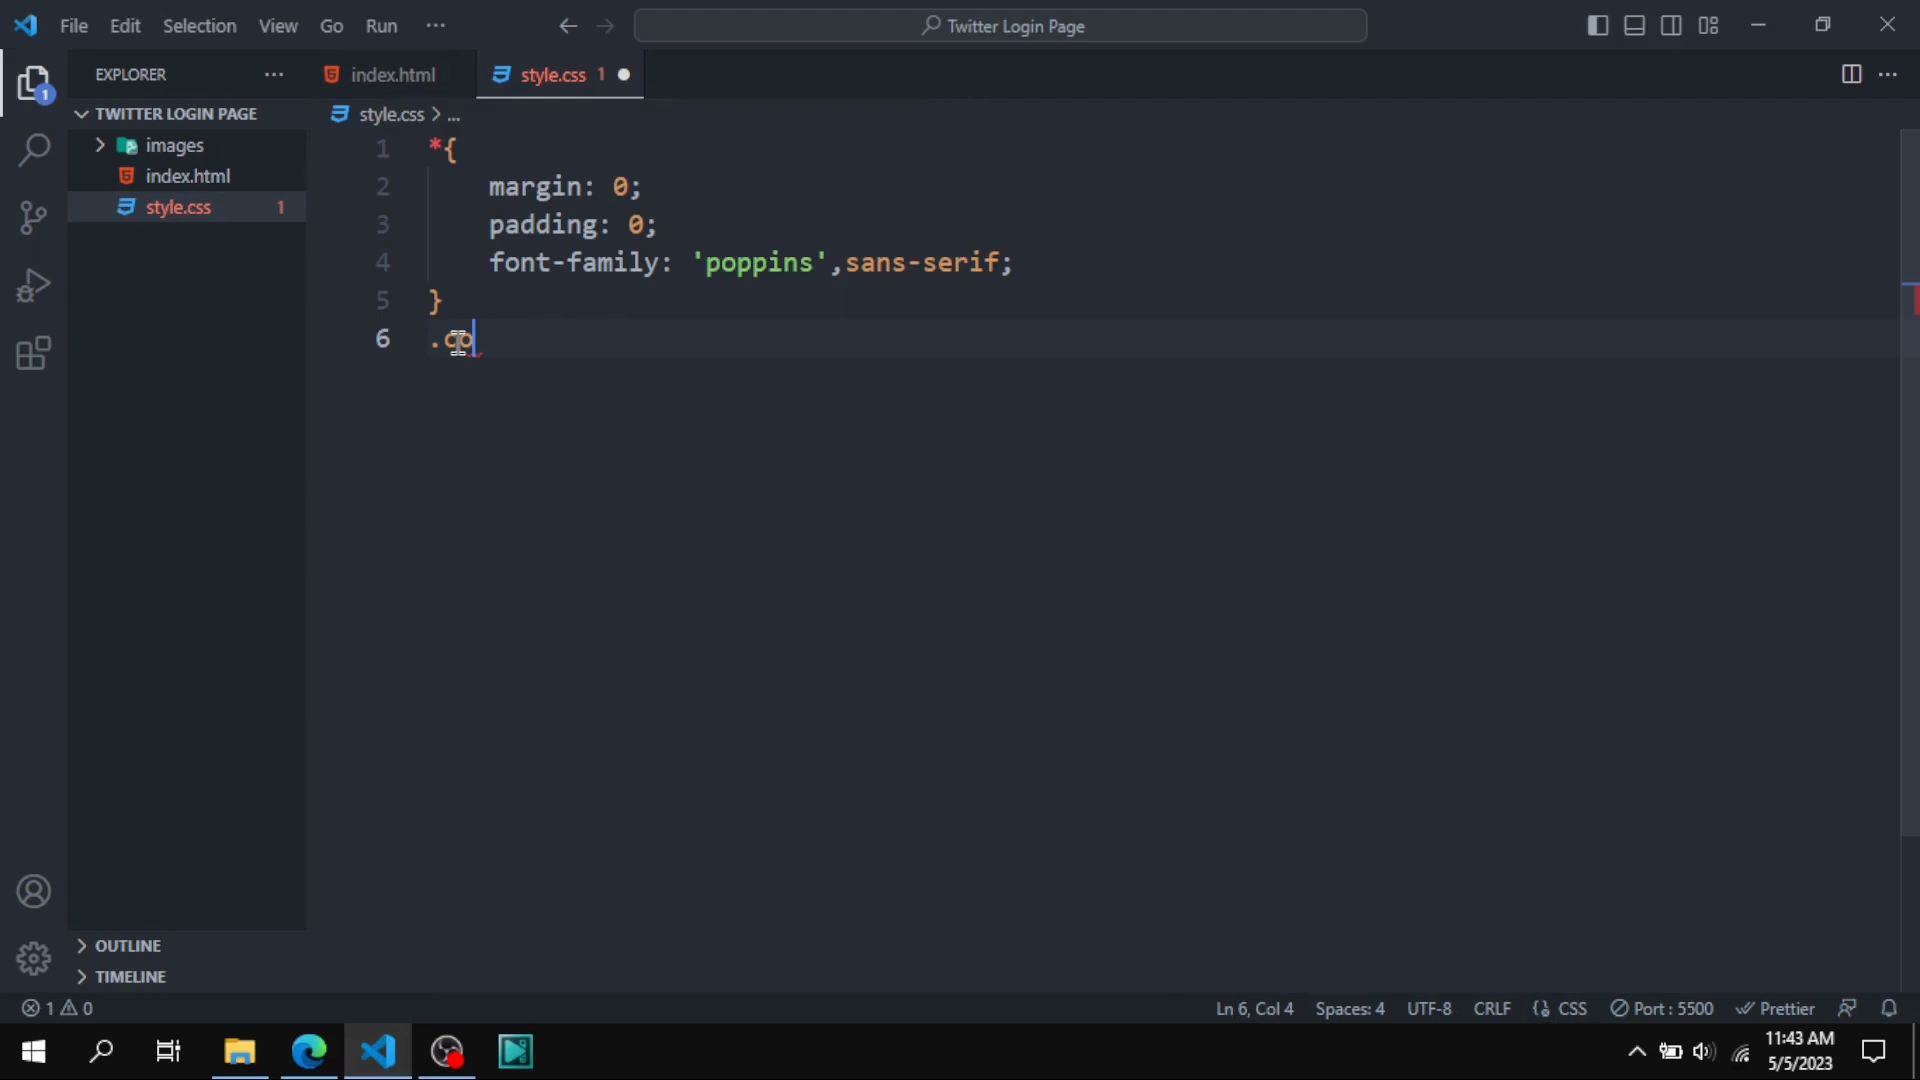 File Edit Selection View Go Run ···
Twitter Login Page
EXPLORER ···
index.html
style.css 1
TWITTER LOGIN PAGE
images
index.html
style.css 1
style.css > ...
1 *{
2 margin: 0;
3 padding: 0;
4 font-family: 'poppins',sans-serif;
5 }
6 .co
1
OUTLINE
TIMELINE
1 0
Ln 6, Col 4 Spaces: 4 UTF-8 CRLF {} CSS Port : 5500 Prettier
11:43 AM
5/5/2023